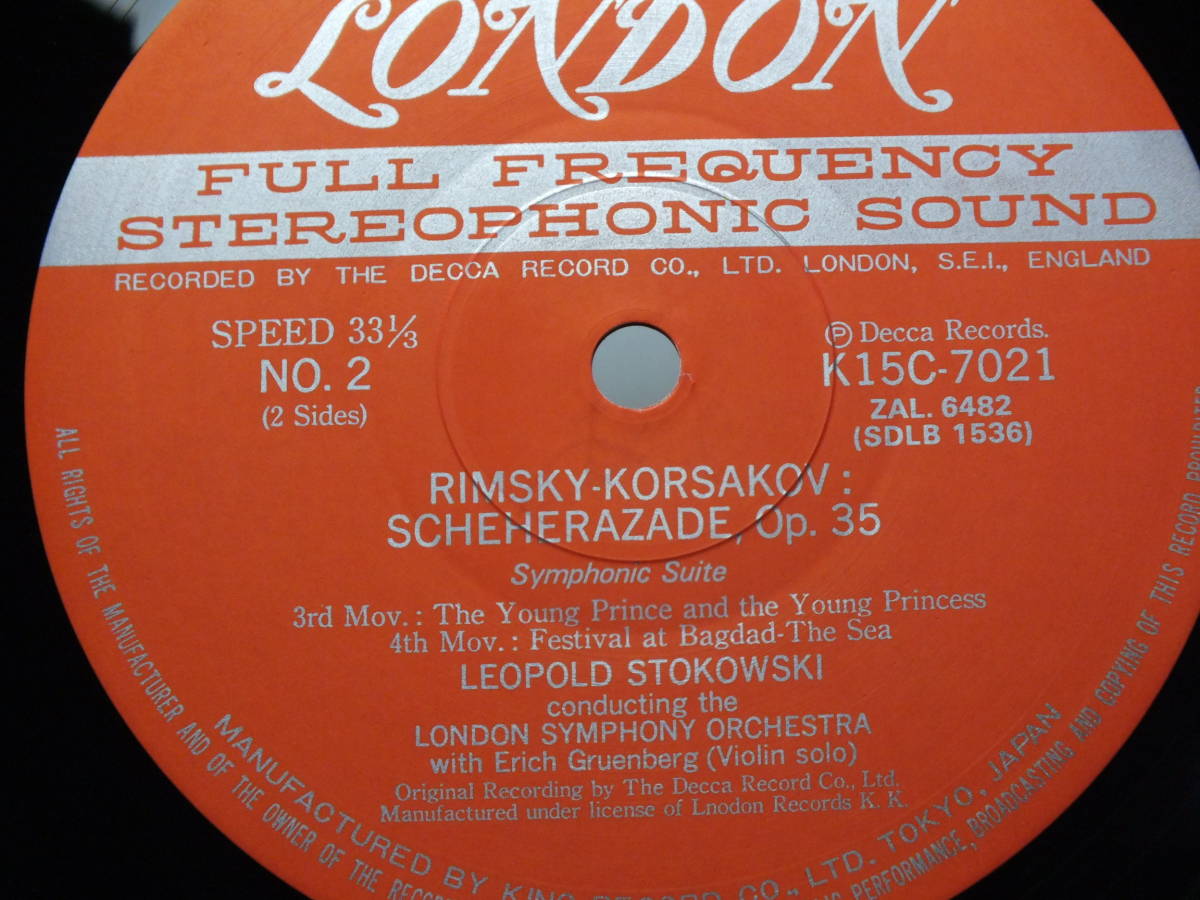 LONDON
FULL FREQUENCY
STEREOPHONIC SOUND
RECORDED BY THE DECCA RECORD CO., LTD. LONDON, S.E.I., ENGLAND
SPEED 33⅓
NO. 2
(2 Sides)
Ⓟ Decca Records.
K15C-7021
ZAL. 6482
(SDLB 1536)
RIMSKY-KORSAKOV :
SCHEHERAZADE, Op. 35
Symphonic Suite
3rd Mov. : The Young Prince and the Young Princess
4th Mov. : Festival at Bagdad-The Sea
LEOPOLD STOKOWSKI
conducting the
LONDON SYMPHONY ORCHESTRA
with Erich Gruenberg (Violin solo)
Original Recording by The Decca Record Co., Ltd.
Manufactured under license of Lnodon Records K. K.
MANUFACTURED BY KING RECORD CO., LTD. TOKYO, JAPAN
ALL RIGHTS OF THE MANUFACTURER AND OF THE OWNER OF THE PERFORMANCE, BROADCASTING AND COPYING OF THIS RECORD PROHIBITED